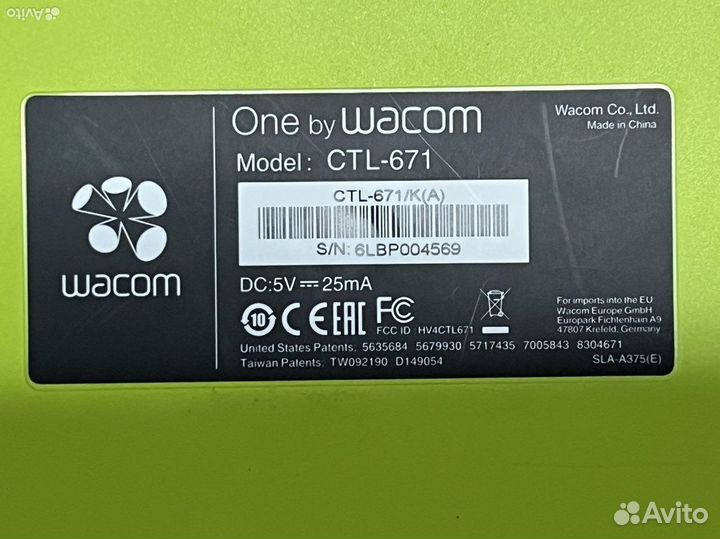 Avito
One by wacom
Wacom Co., Ltd.
Made in China
Model: CTL-671
CTL-671/K(A)
S/N: 6LBP004569
wacom
DC:5V 25mA
10 CE EAC FC
FCC ID : HV4CTL671
For imports into the EU:
Wacom Europe GmbH
Europark Fichtenhain A9
47807 Krefeld, Germany
United States Patents: 5635684 5679930 5717435 7005843 8304671
Taiwan Patents: TW092190 D149054
SLA-A375(E)
Avito